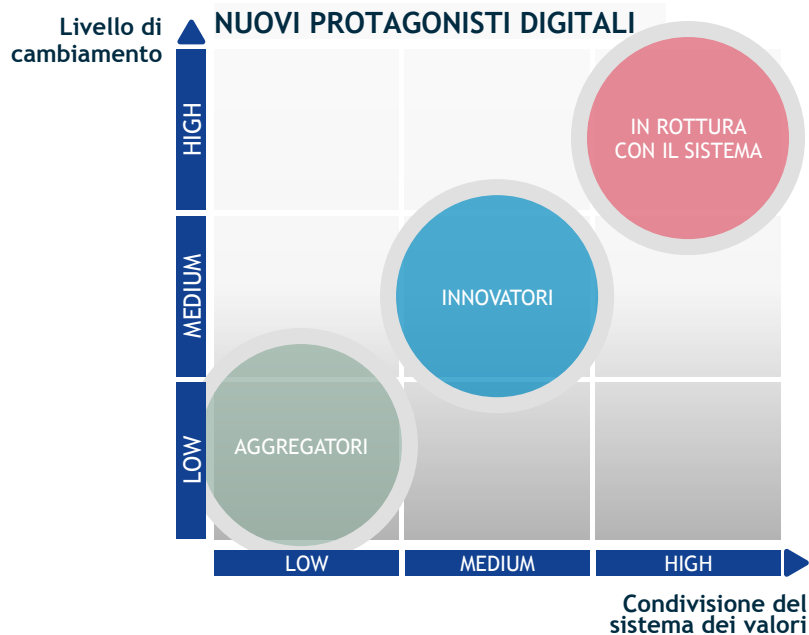 Livello di
cambiamento
NUOVI PROTAGONISTI DIGITALI
HIGH
MEDIUM
LOW
IN ROTTURA
CON IL SISTEMA
INNOVATORI
AGGREGATORI
LOW
MEDIUM
HIGH
Condivisione del
sistema dei valori